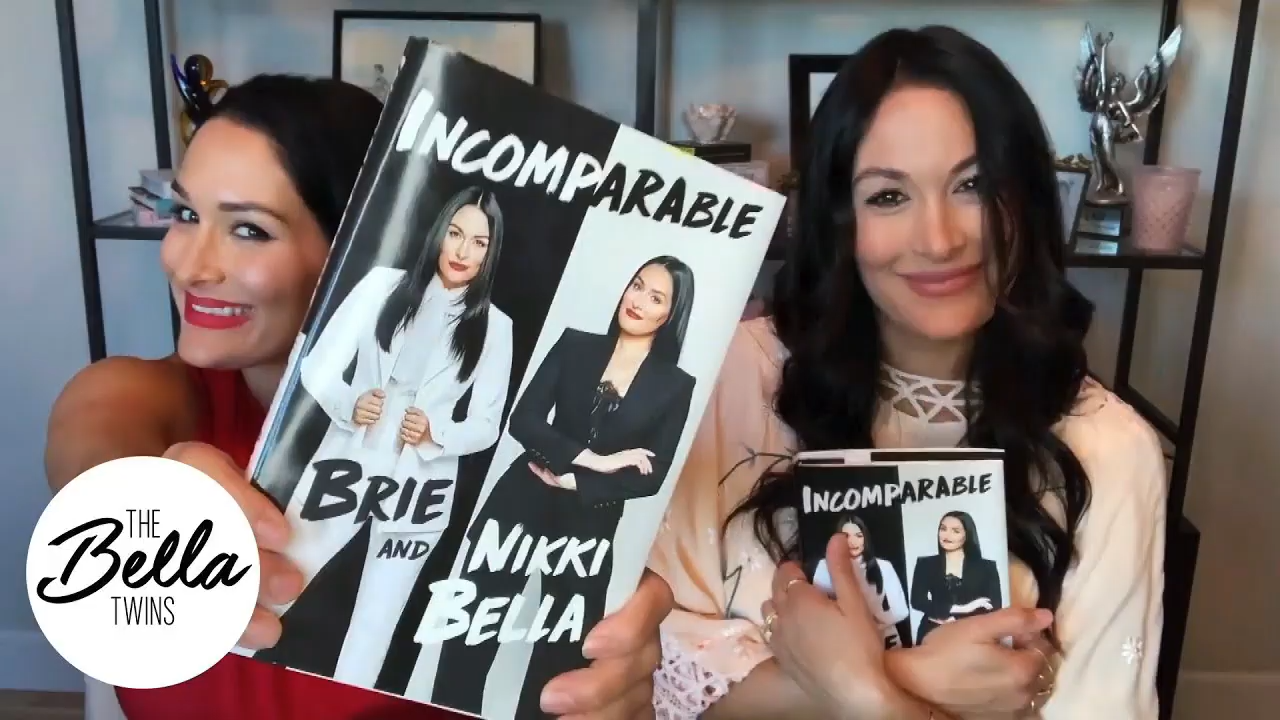 INCOMPARABLE
BRIE
AND
NIKKI
BELLA
INCOMPARABLE
THE
Bella
TWINS